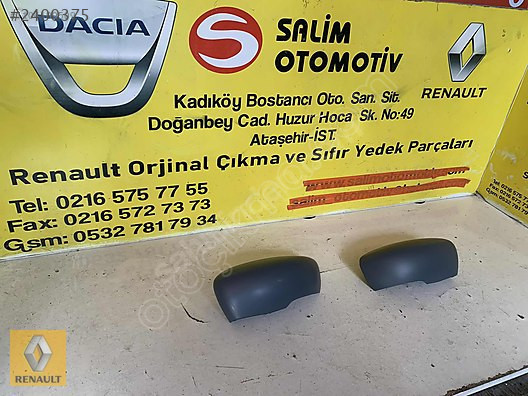 #2490375
DACIA
S
SALİM
OTOMOTİV
RENAULT
Kadıköy Bostancı Oto. San. Sit.
Doğanbey Cad. Huzur Hoca Sk. No:49
Ataşehir-İST.
Renault Orjinal Çıkma ve Sıfır Yedek Parçaları
Tel: 0216 575 77 55
Fax: 0216 572 73 73
Gsm: 0532 781 79 34
RENAULT